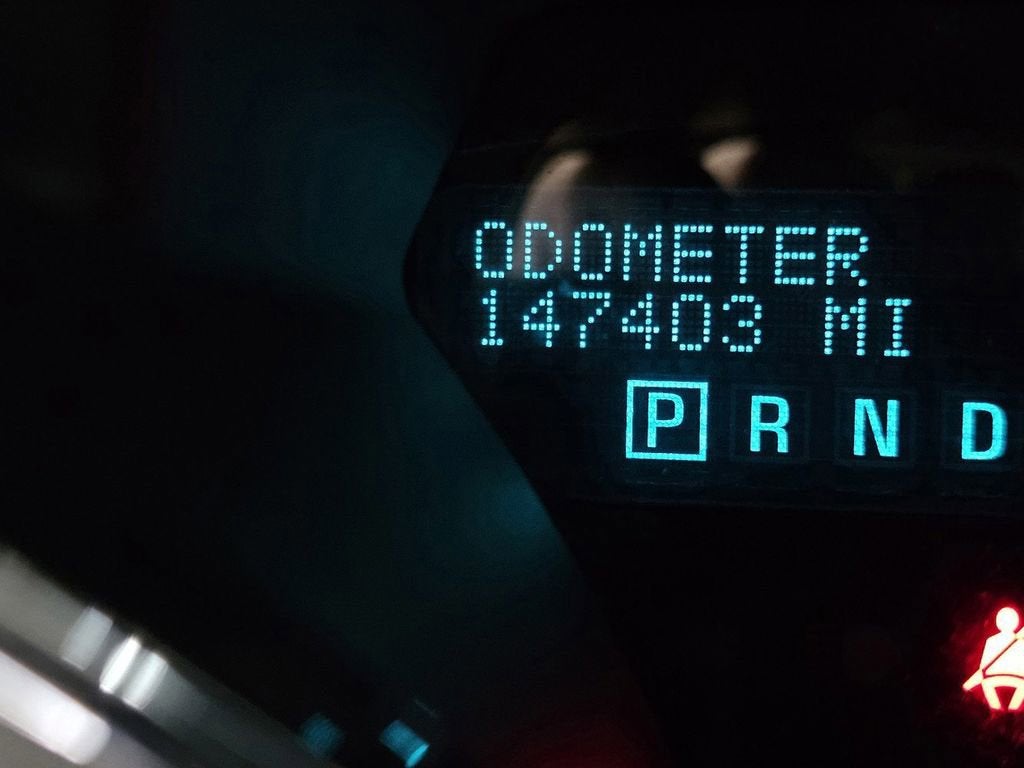 ODOMETER
147403 MI
P R N D